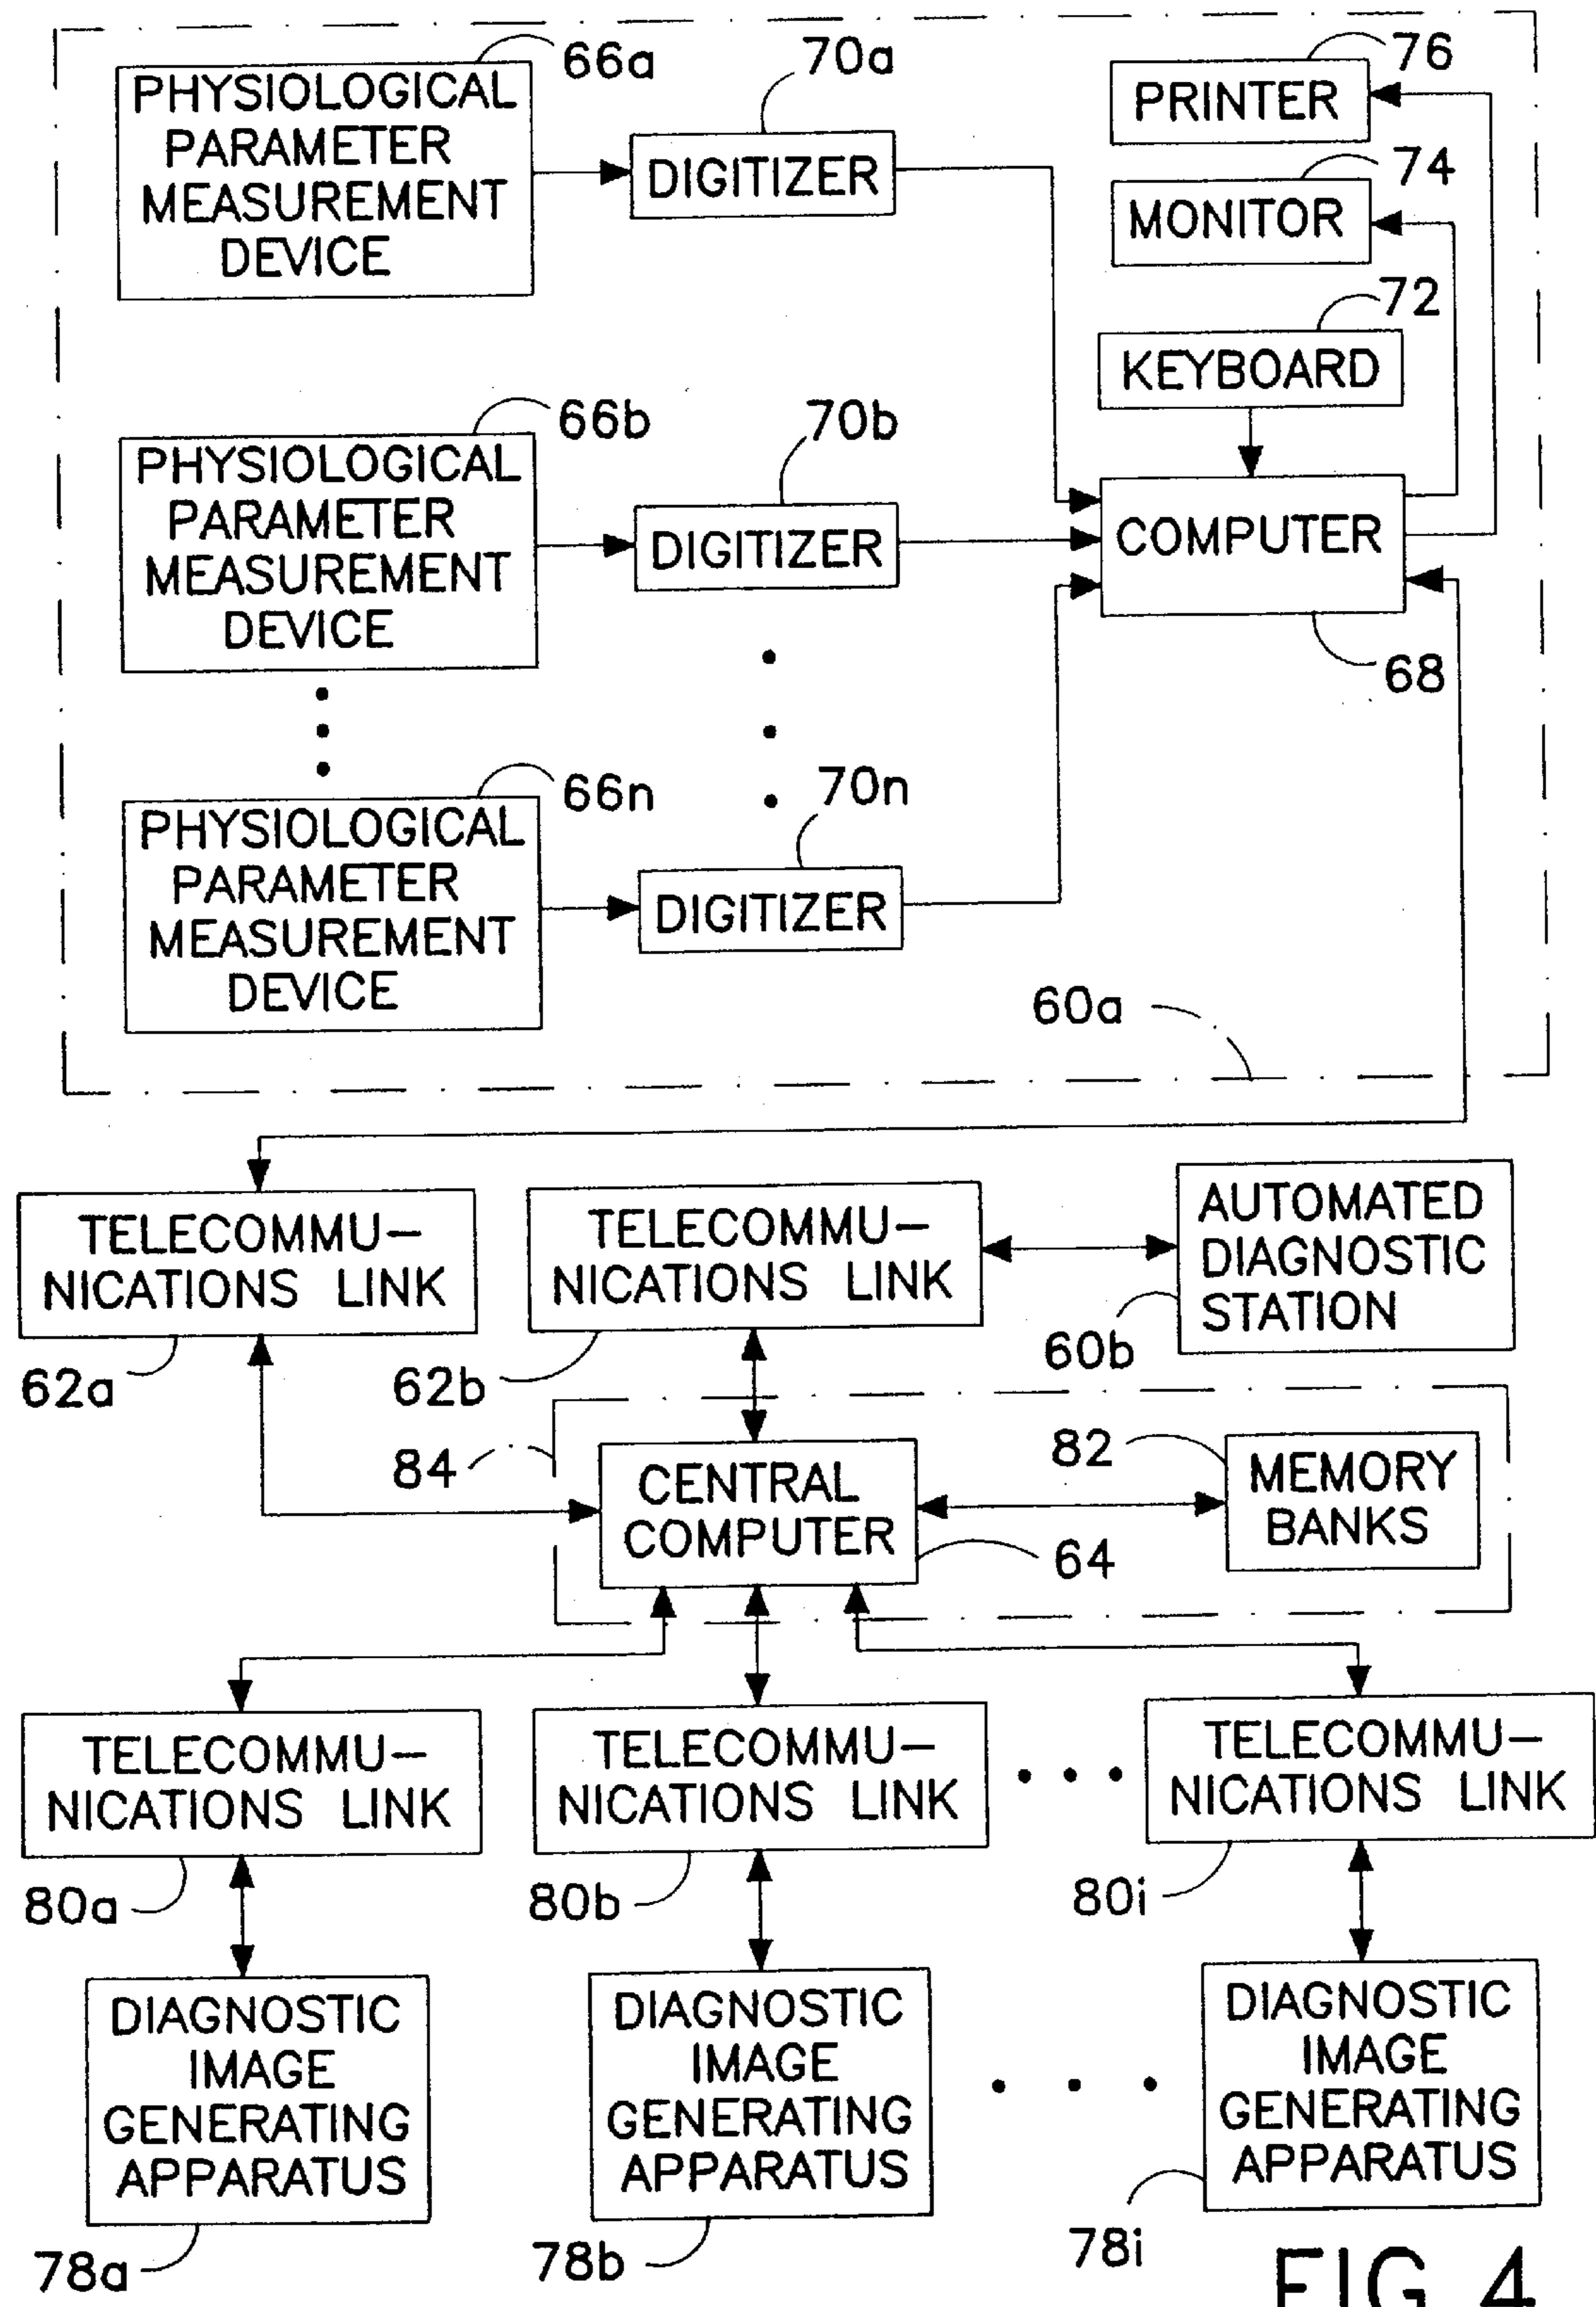 66a
70a
76
PHYSIOLOGICAL
PARAMETER
MEASUREMENT
DEVICE
DIGITIZER
PRINTER
74
MONITOR
72
KEYBOARD
66b
70b
PHYSIOLOGICAL
PARAMETER
MEASUREMENT
DEVICE
DIGITIZER
COMPUTER
68
66n
70n
PHYSIOLOGICAL
PARAMETER
MEASUREMENT
DEVICE
DIGITIZER
60a
TELECOMMU-
NICATIONS LINK
62a
TELECOMMU-
NICATIONS LINK
62b
AUTOMATED
DIAGNOSTIC
STATION
60b
84
CENTRAL
COMPUTER
64
82
MEMORY
BANKS
TELECOMMU-
NICATIONS LINK
80a
TELECOMMU-
NICATIONS LINK
80b
TELECOMMU-
NICATIONS LINK
80i
DIAGNOSTIC
IMAGE
GENERATING
APPARATUS
78a
DIAGNOSTIC
IMAGE
GENERATING
APPARATUS
78b
DIAGNOSTIC
IMAGE
GENERATING
APPARATUS
78i
FIG 4